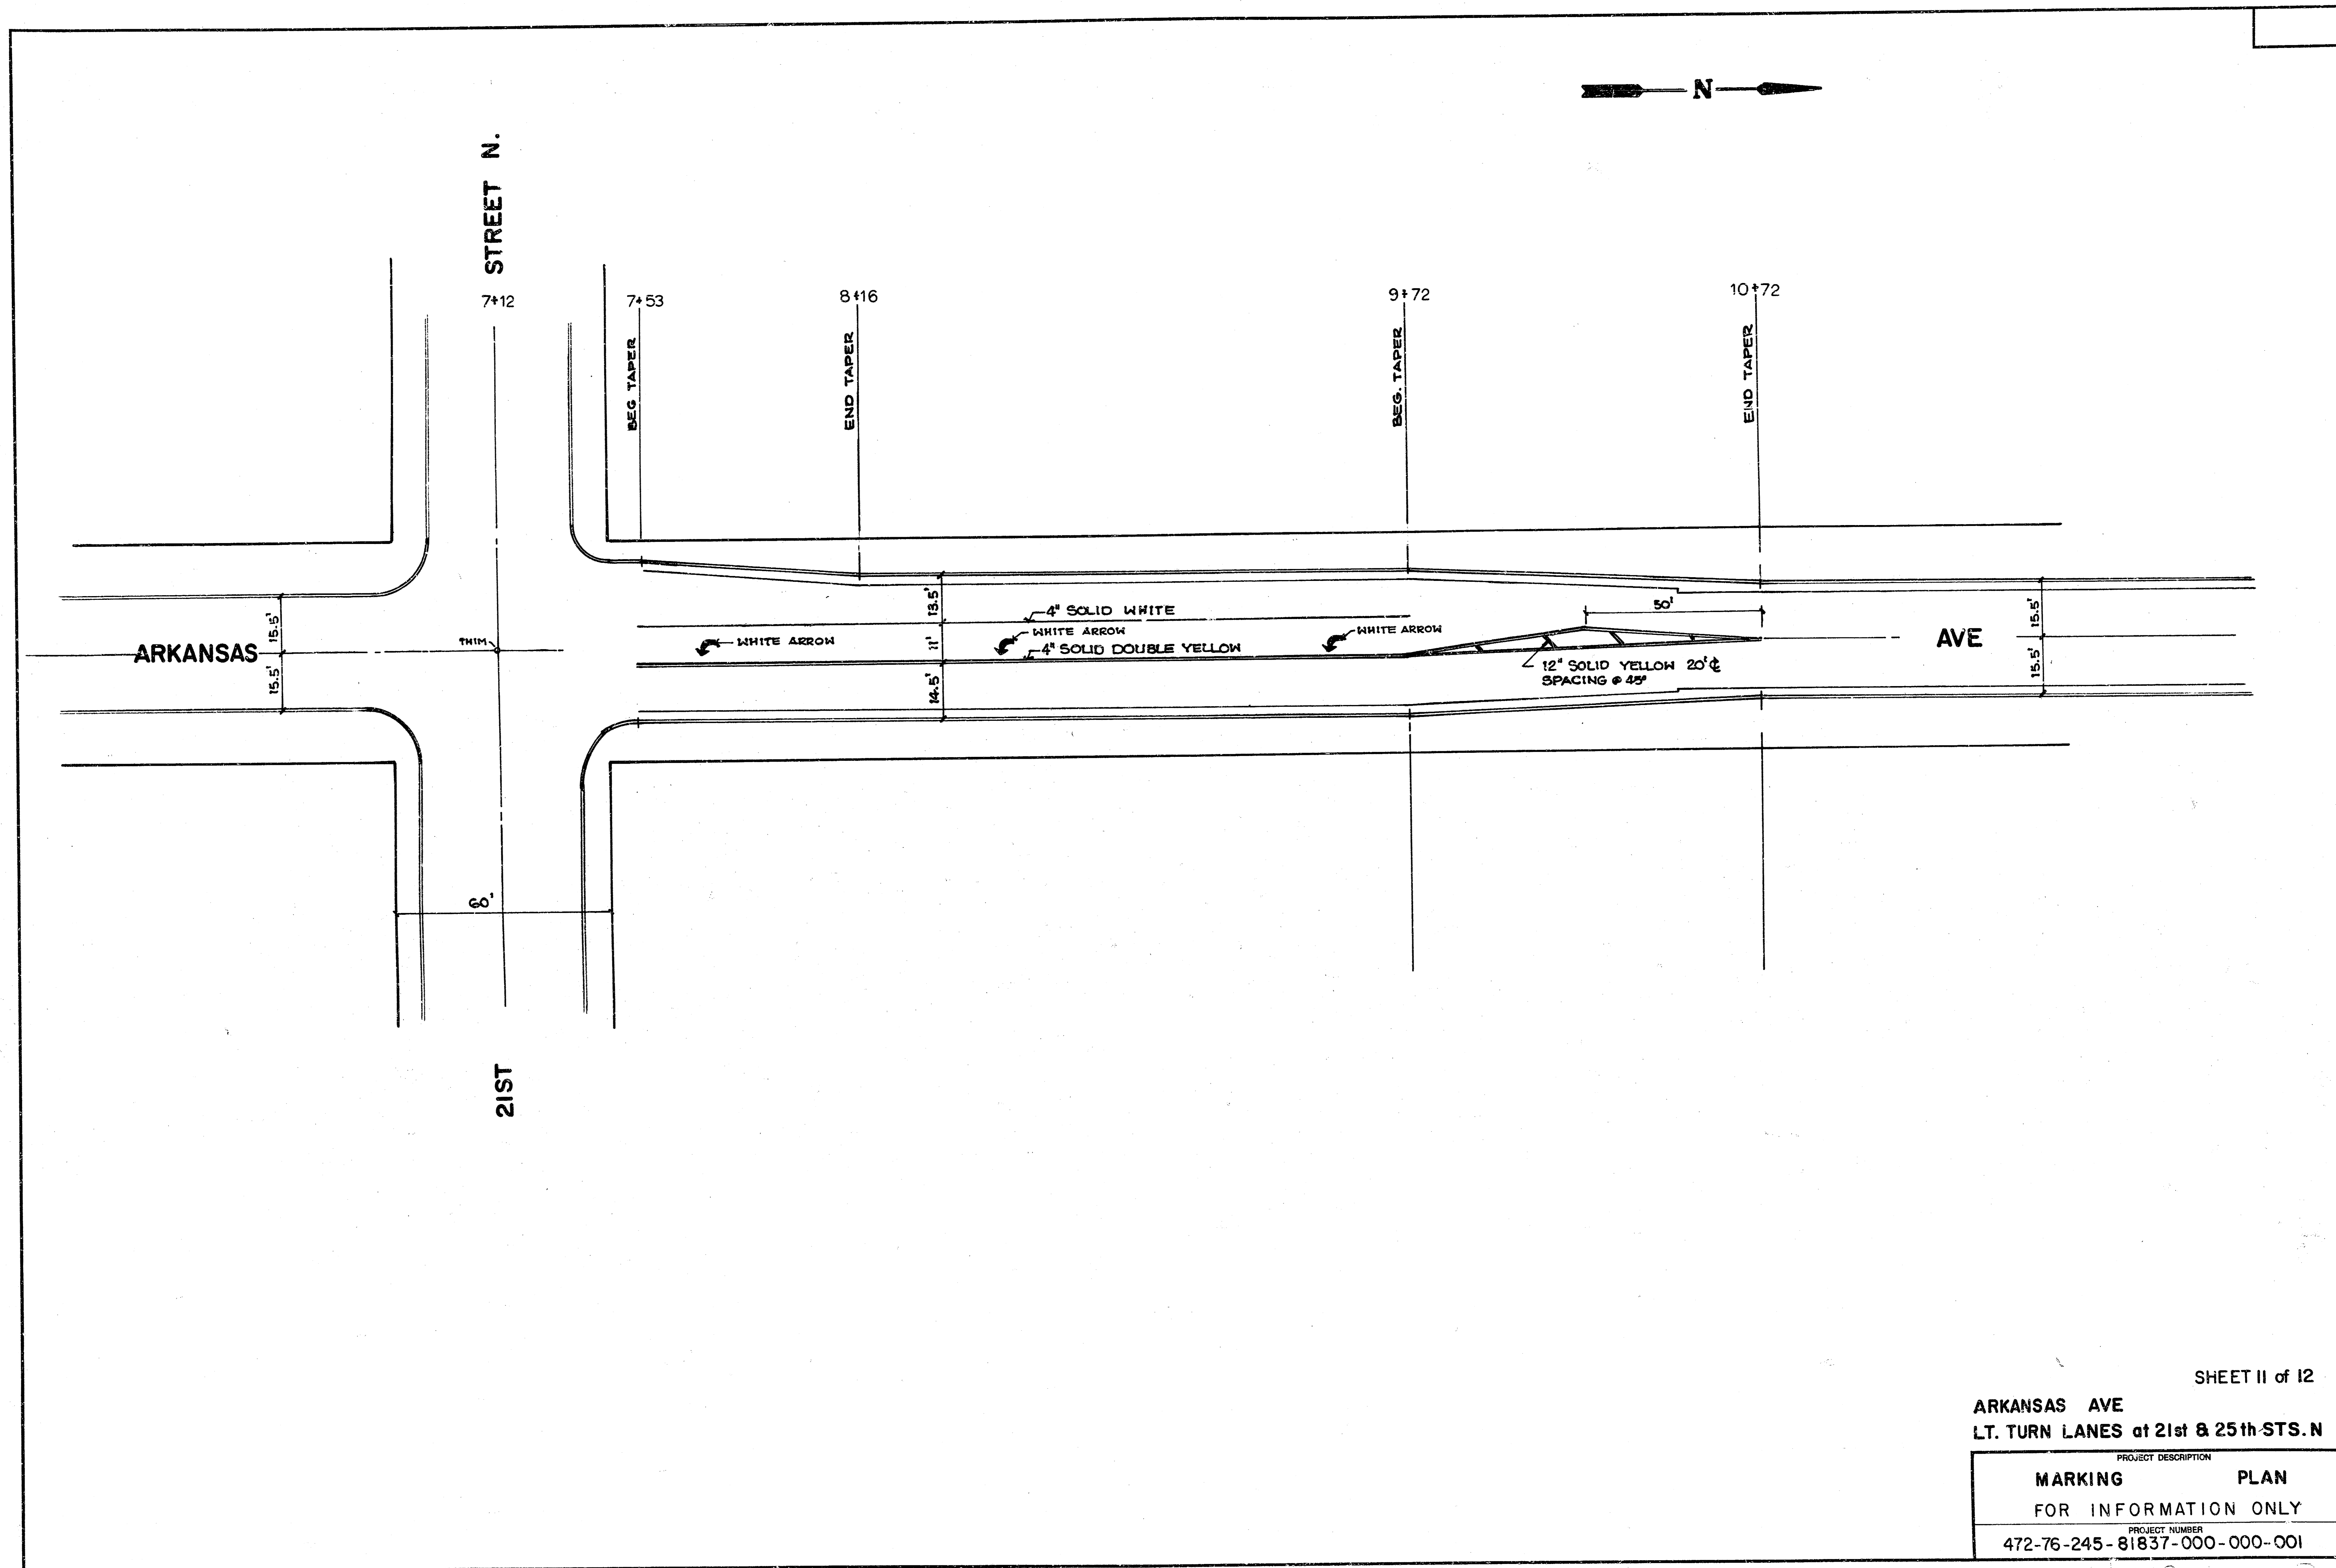 N
STREET N.
7+12
7+53
8+16
9+72
10+72
BEG TAPER
END TAPER
BEG. TAPER
END TAPER
15.5'
15.5'
ARKANSAS
THIM
13.5'
11'
14.5'
4" SOLID WHITE
WHITE ARROW
WHITE ARROW
WHITE ARROW
4" SOLID DOUBLE YELLOW
50'
12" SOLID YELLOW 20' ℄
SPACING @ 45°
AVE
15.5'
15.5'
60'
21ST
SHEET 11 of 12
ARKANSAS AVE
LT. TURN LANES at 21st & 25th STS. N
PROJECT DESCRIPTION
MARKING PLAN
FOR INFORMATION ONLY
PROJECT NUMBER
472-76-245-81837-000-000-001